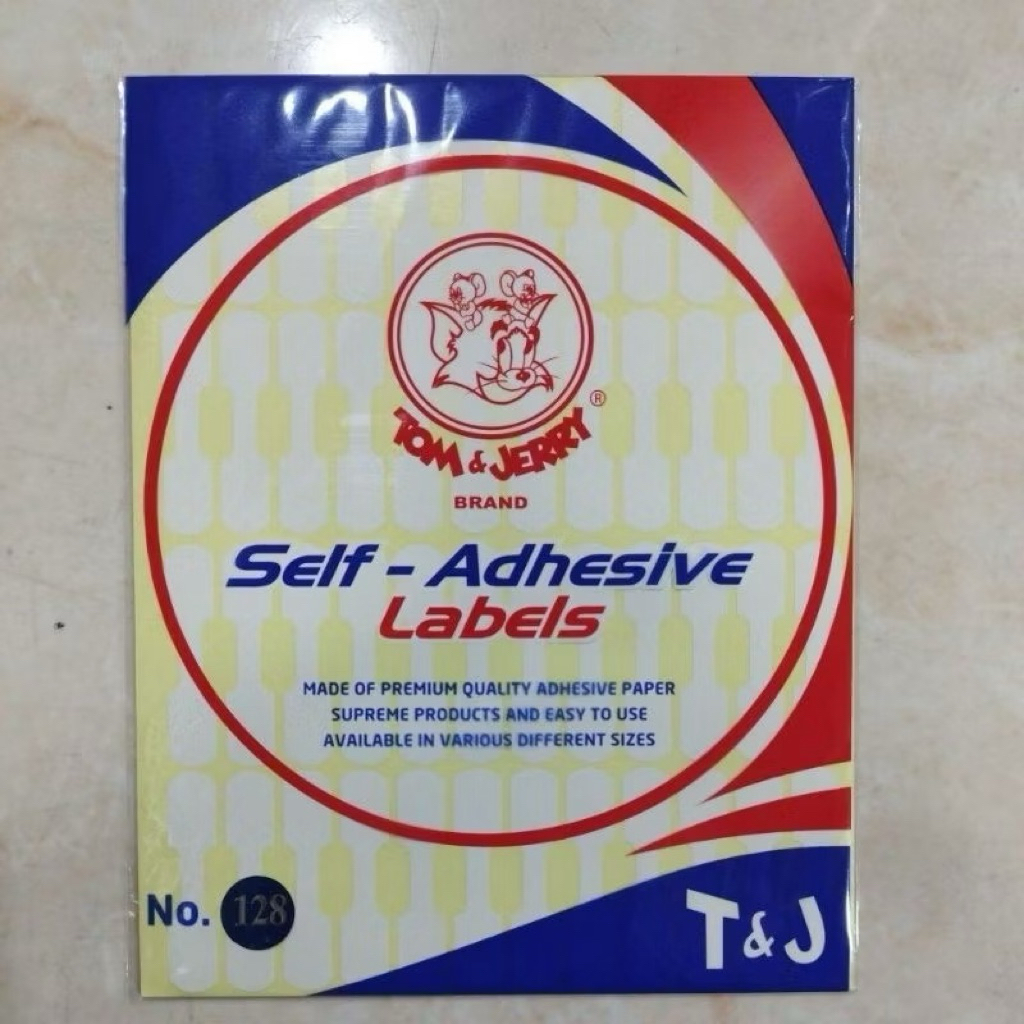 TOM & JERRY ®
BRAND
Self - Adhesive
Labels
MADE OF PREMIUM QUALITY ADHESIVE PAPER
SUPREME PRODUCTS AND EASY TO USE
AVAILABLE IN VARIOUS DIFFERENT SIZES
No. 128
T & J